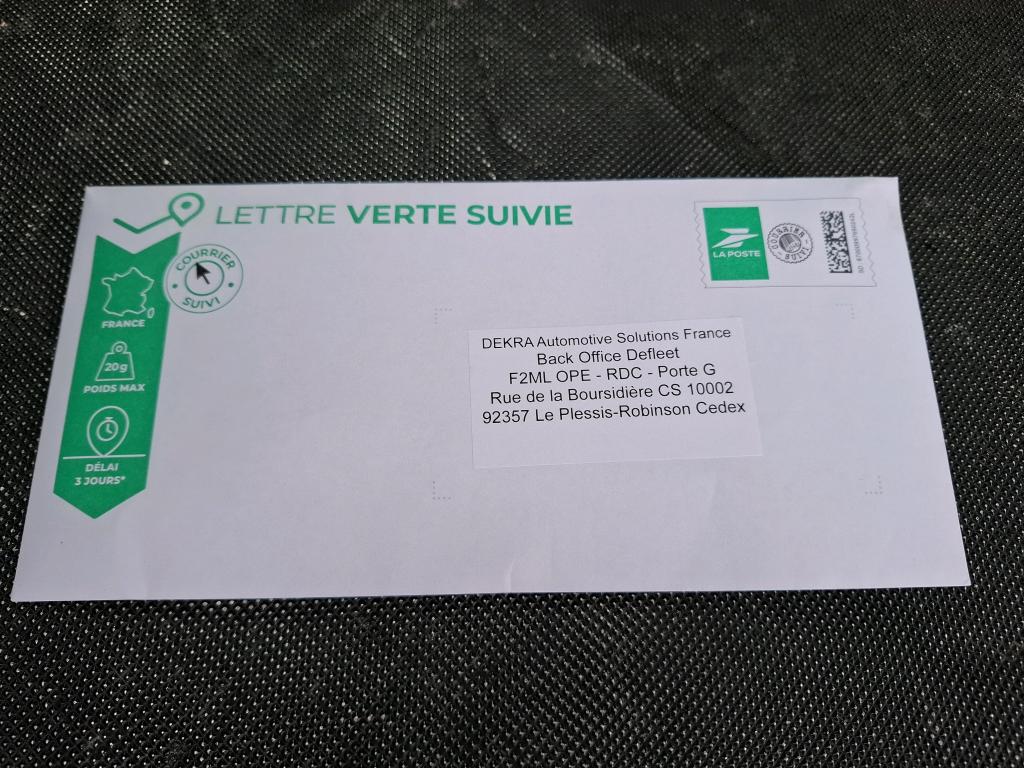 LETTRE VERTE SUIVIE
COURRIER
SUIVI
FRANCE
20g
POIDS MAX
DÉLAI
3 JOURS*
LA POSTE
COURRIER
SUIVI
DEKRA Automotive Solutions France
Back Office Defleet
F2ML OPE - RDC - Porte G
Rue de la Boursidière CS 10002
92357 Le Plessis-Robinson Cedex